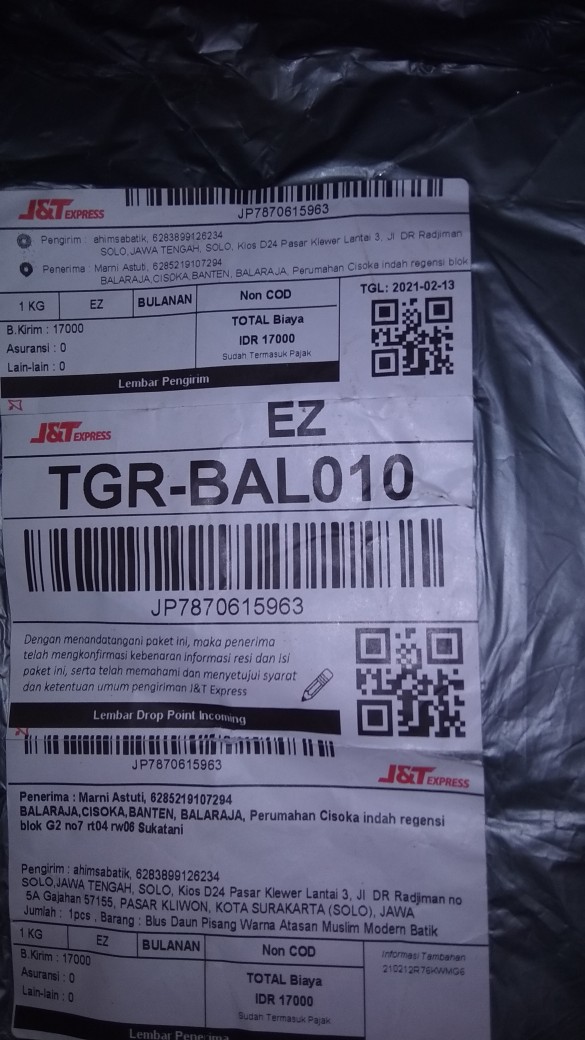 J&T EXPRESS
JP7870615963
Pengirim : ahimsabatik, 6283899126234
SOLO,JAWA TENGAH, SOLO, Kios D24 Pasar Klewer Lantai 3, Jl DR Radjiman
Penerima : Marni Astuti, 6285219107294
BALARAJA,CISOKA,BANTEN, BALARAJA, Perumahan Cisoka indah regensi blok
1 KG EZ BULANAN Non COD TGL: 2021-02-13
B.Kirim : 17000
Asuransi : 0
Lain-lain : 0
TOTAL Biaya
IDR 17000
Sudah Termasuk Pajak
Lembar Pengirim
J&T EXPRESS EZ
TGR-BAL010
JP7870615963
Dengan menandatangani paket ini, maka penerima
telah mengkonfirmasi kebenaran informasi resi dan isi
paket ini, serta telah memahami dan menyetujui syarat
dan ketentuan umum pengiriman J&T Express
Lembar Drop Point Incoming
JP7870615963
J&T EXPRESS
Penerima : Marni Astuti, 6285219107294
BALARAJA,CISOKA,BANTEN, BALARAJA, Perumahan Cisoka indah regensi
blok G2 no7 rt04 rw06 Sukatani
Pengirim : ahimsabatik, 6283899126234
SOLO,JAWA TENGAH, SOLO, Kios D24 Pasar Klewer Lantai 3, Jl DR Radjiman no
5A Gajahan 57155, PASAR KLIWON, KOTA SURAKARTA (SOLO), JAWA
Jumlah : 1pcs , Barang : Blus Daun Pisang Warna Atasan Muslim Modern Batik
1 KG EZ BULANAN Non COD
B.Kirim : 17000
Asuransi : 0
Lain-lain : 0
TOTAL Biaya
IDR 17000
Sudah Termasuk Pajak
Informasi Tambahan
210212R76KWMG6
Lembar Penerima